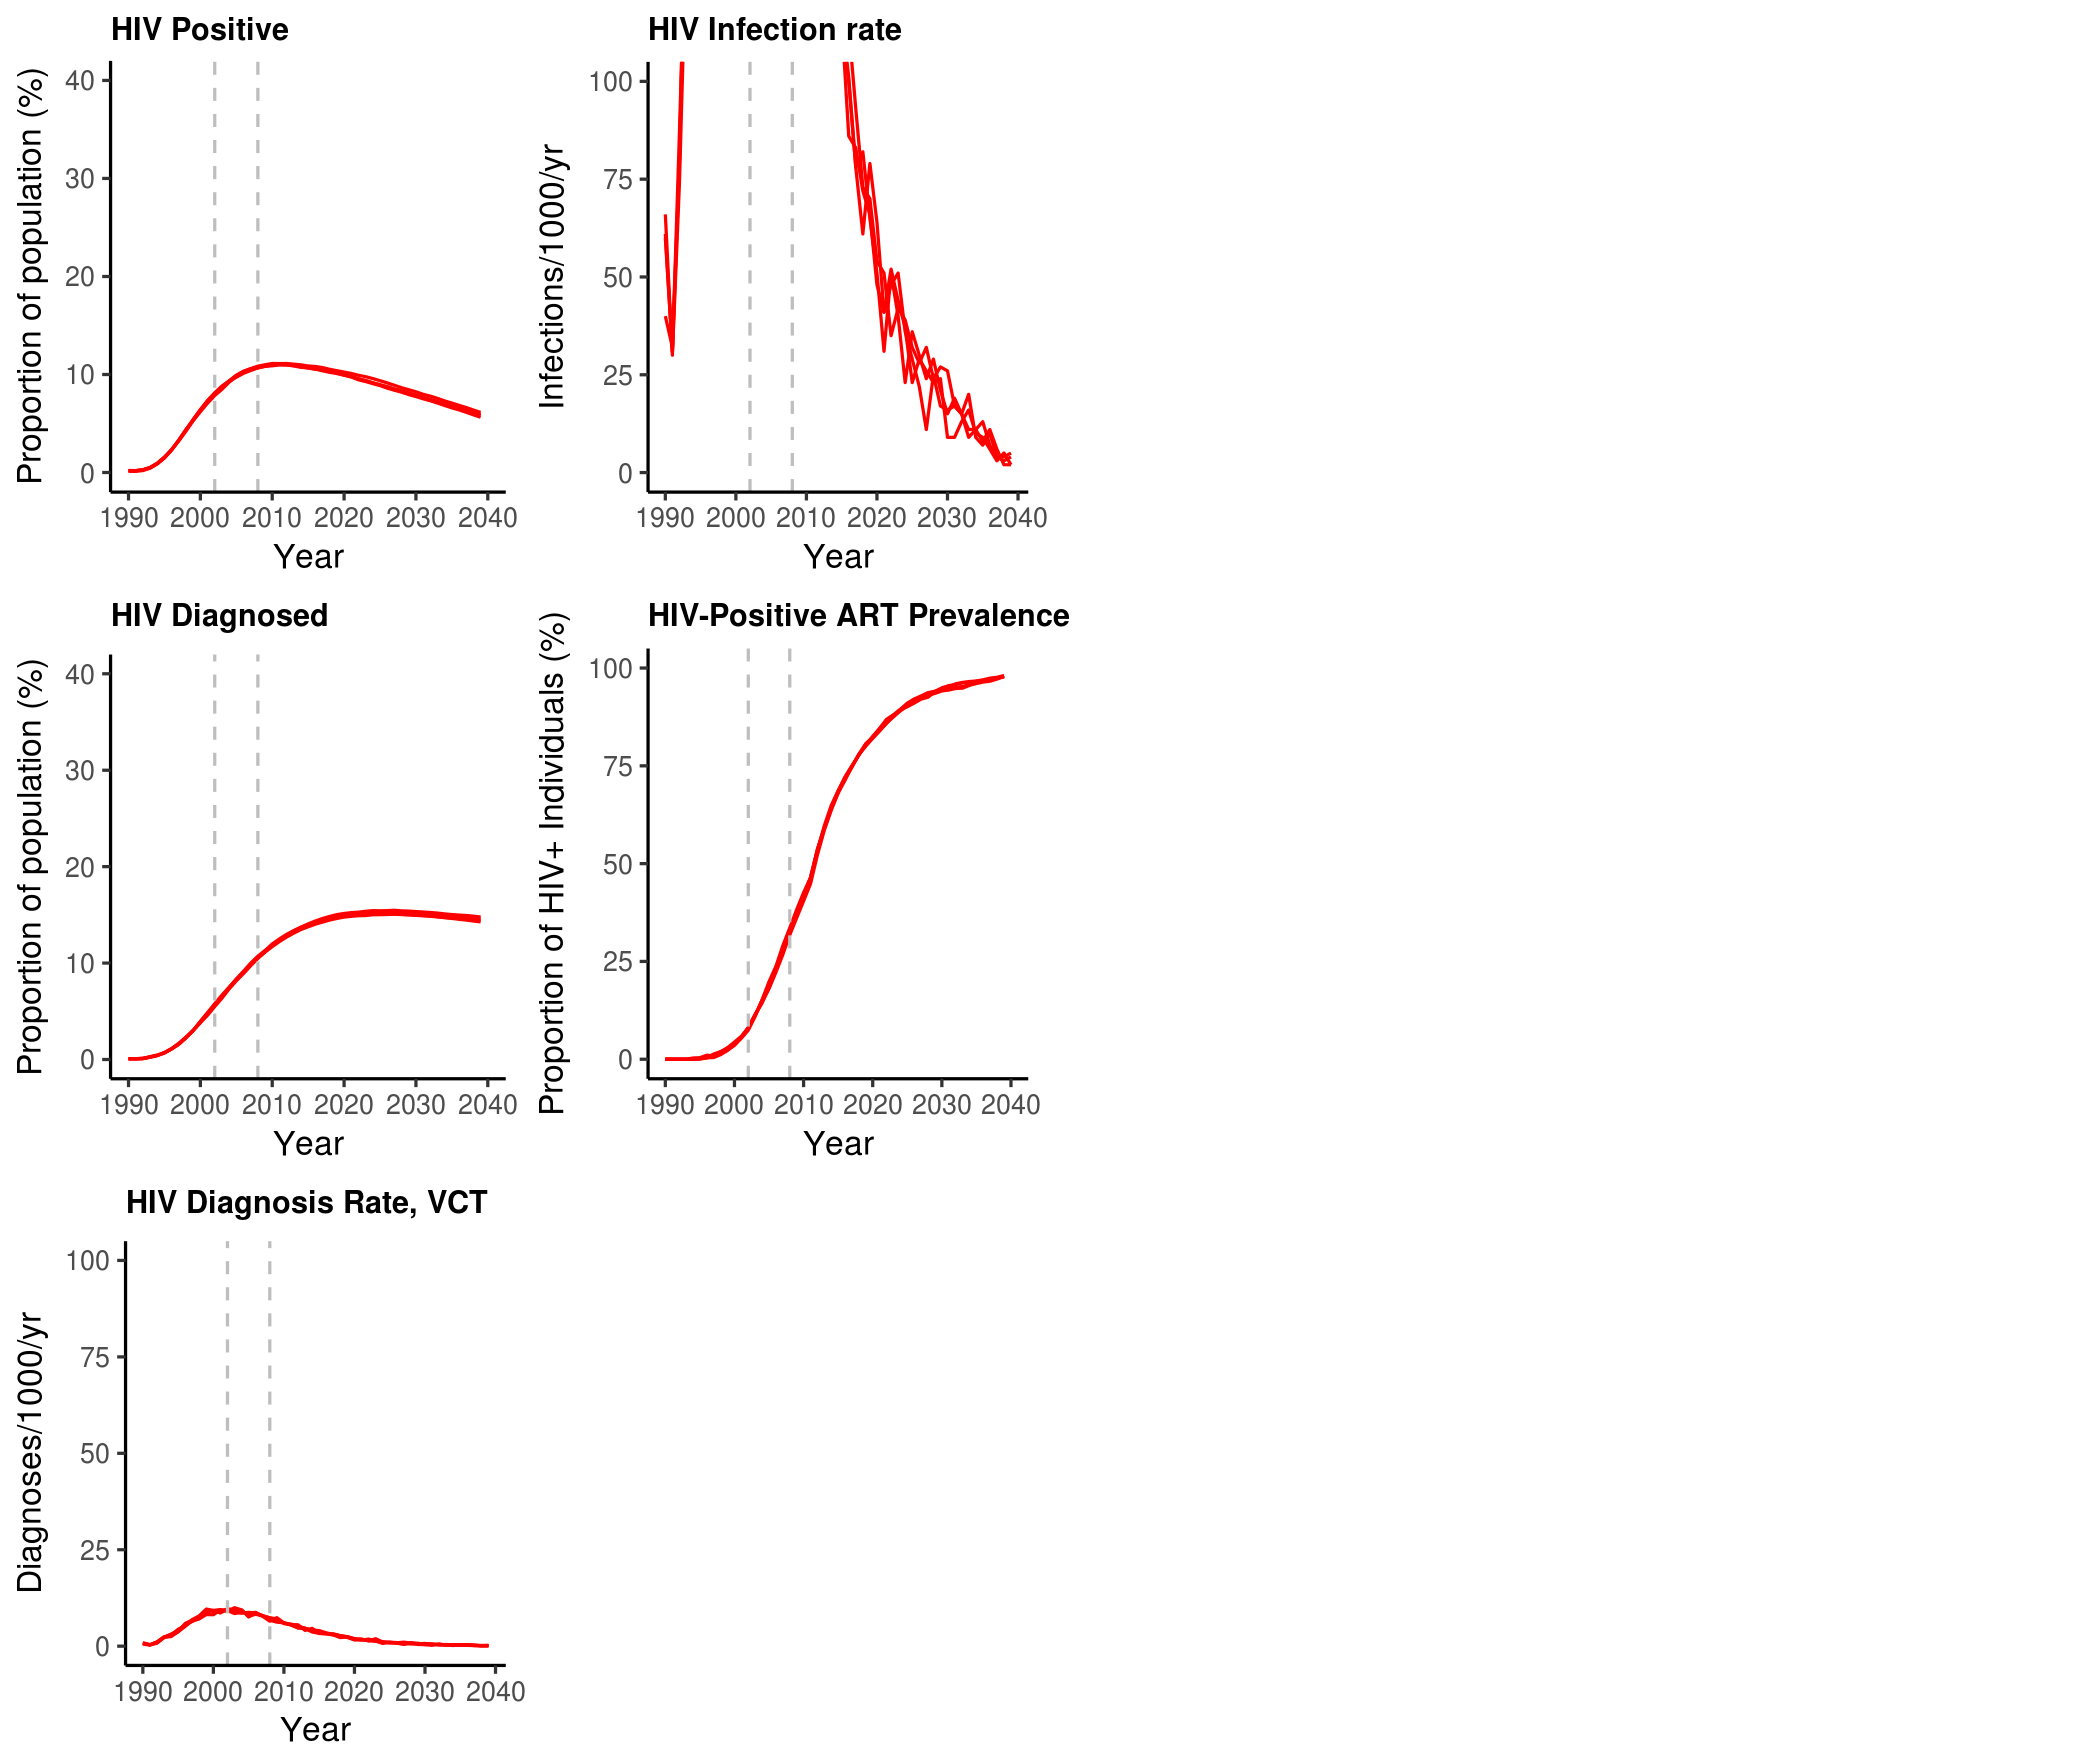 HIV Positive
Proportion of population (%)
40
30
20
10
0
1990 2000 2010 2020 2030 2040
Year
HIV Infection rate
Infections/1000/yr
100
75
50
25
0
1990 2000 2010 2020 2030 2040
Year
HIV Diagnosed
Proportion of population (%)
40
30
20
10
0
1990 2000 2010 2020 2030 2040
Year
HIV-Positive ART Prevalence
Proportion of HIV+ Individuals (%)
100
75
50
25
0
1990 2000 2010 2020 2030 2040
Year
HIV Diagnosis Rate, VCT
Diagnoses/1000/yr
100
75
50
25
0
1990 2000 2010 2020 2030 2040
Year